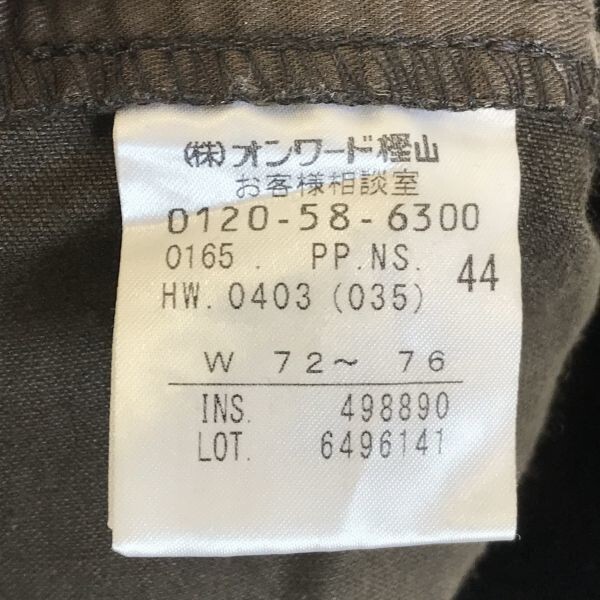 (株)オンワード樫山
お客様相談室
0120-58-6300
0165. PP.NS. 44
HW. 0403 (035)
W 72～76
INS. 498890
LOT. 6496141